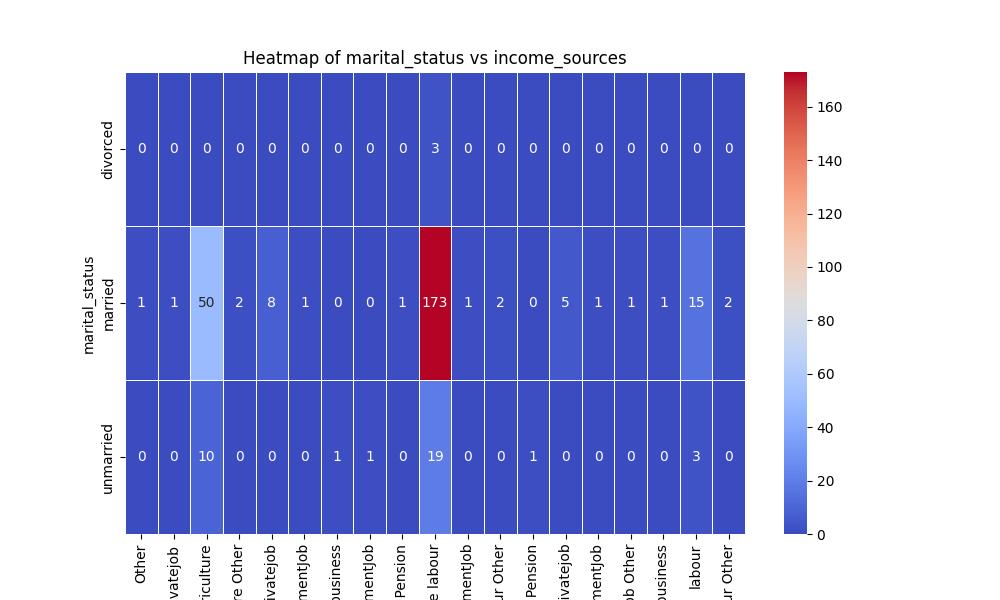 Heatmap of marital_status vs income_sources
marital_status
divorced
0 0 0 0 0 0 0 0 0 3 0 0 0 0 0 0 0 0 0
married
1 1 50 2 8 1 0 0 1 173 1 2 0 5 1 1 1 15 2
unmarried
0 0 10 0 0 0 1 1 0 19 0 0 1 0 0 0 0 3 0
Other
vatejob
riculture
re Other
ivatejob
mentJob
business
mentJob
Pension
e labour
mentJob
ur Other
Pension
ivatejob
mentJob
ob Other
business
labour
ur Other
160
140
120
100
80
60
40
20
0